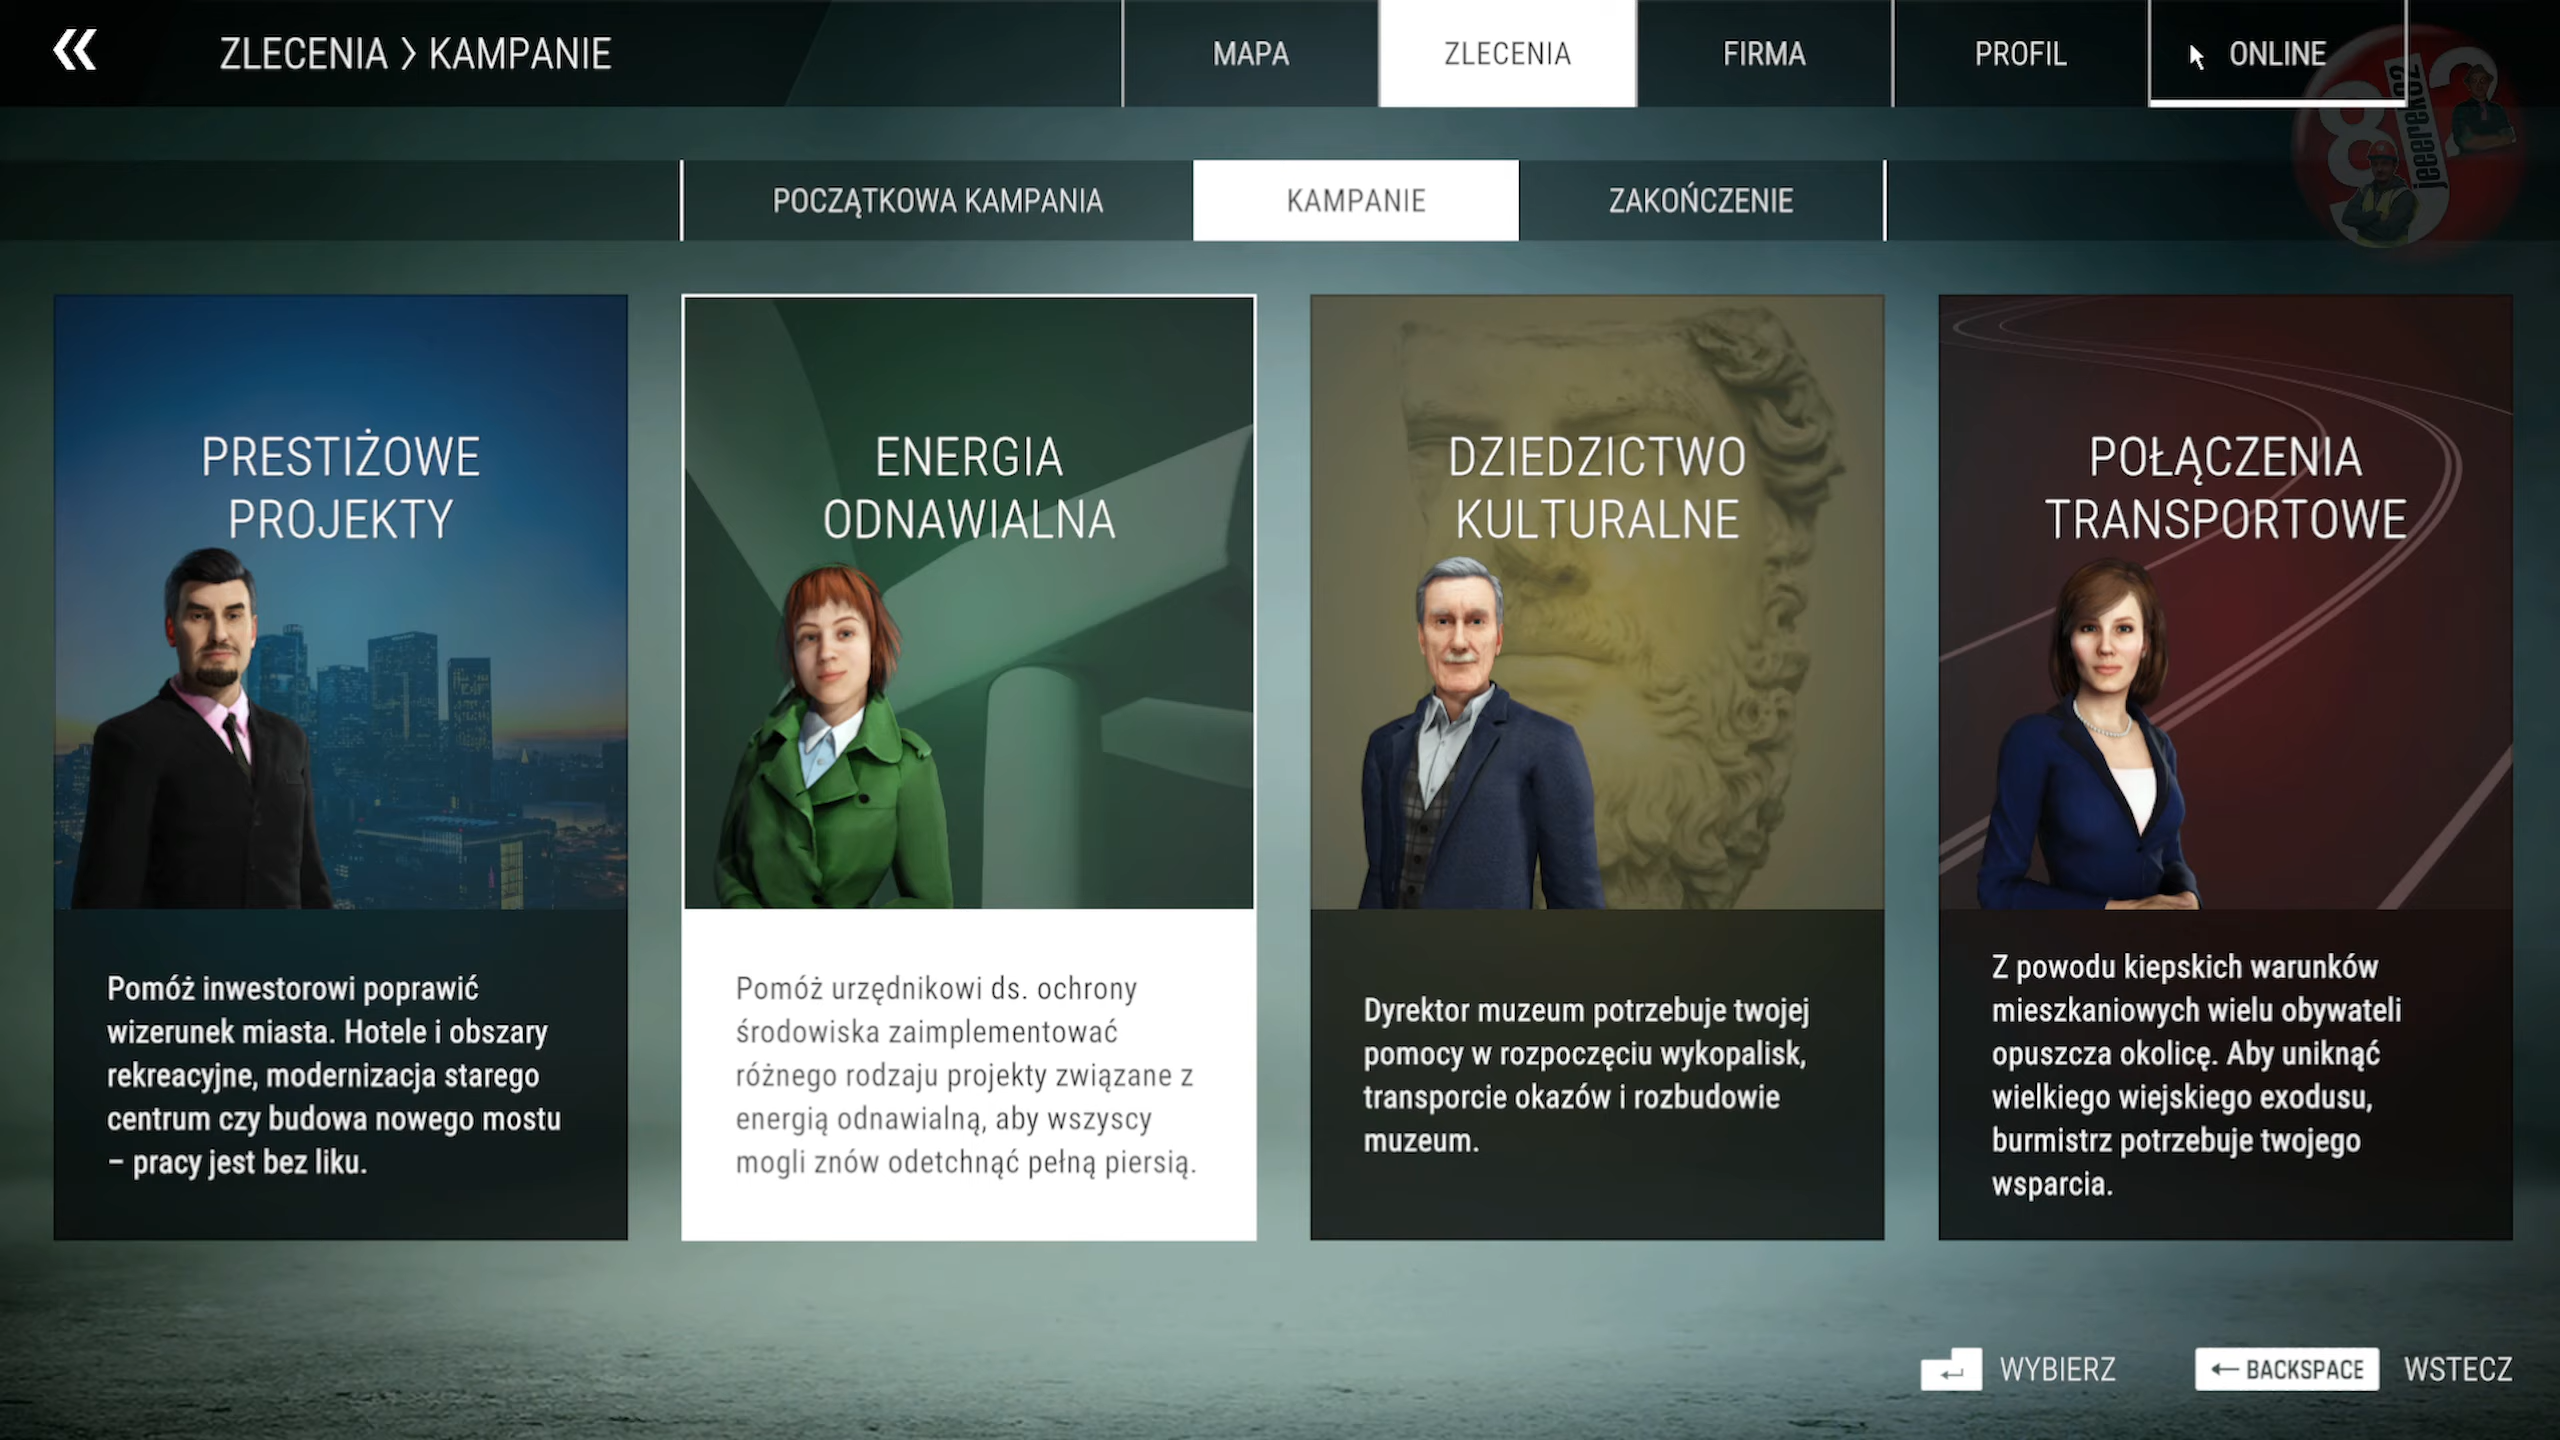 ZLECENIA > KAMPANIE
MAPA
ZLECENIA
FIRMA
PROFIL
ONLINE
82
jeeerek82
POCZĄTKOWA KAMPANIA
KAMPANIE
ZAKOŃCZENIE
PRESTIŻOWE
PROJEKTY
Pomóż inwestorowi poprawić
wizerunek miasta. Hotele i obszary
rekreacyjne, modernizacja starego
centrum czy budowa nowego mostu
– pracy jest bez liku.
ENERGIA
ODNAWIALNA
Pomóż urzędnikowi ds. ochrony
środowiska zaimplementować
różnego rodzaju projekty związane z
energią odnawialną, aby wszyscy
mogli znów odetchnąć pełną piersią.
DZIEDZICTWO
KULTURALNE
Dyrektor muzeum potrzebuje twojej
pomocy w rozpoczęciu wykopalisk,
transporcie okazów i rozbudowie
muzeum.
POŁĄCZENIA
TRANSPORTOWE
Z powodu kiepskich warunków
mieszkaniowych wielu obywateli
opuszcza okolicę. Aby uniknąć
wielkiego wiejskiego exodusu,
burmistrz potrzebuje twojego
wsparcia.
WYBIERZ
BACKSPACE
WSTECZ